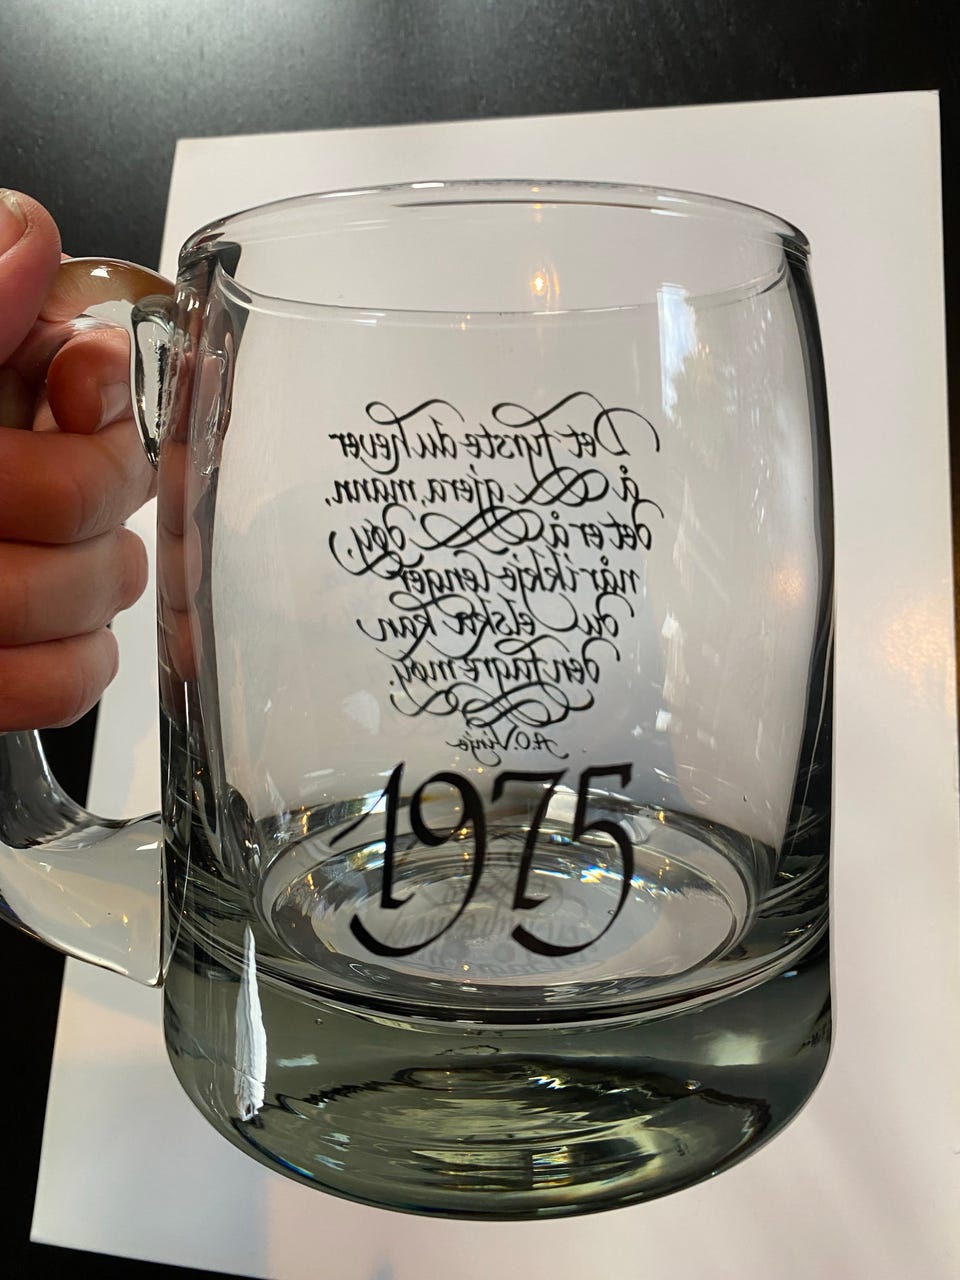 Det fyrste du hever
å gjera, mann,
det er å døy,
når ikkje lenger
du elska kan
den fagre møy.
A.O. Vinje
1975